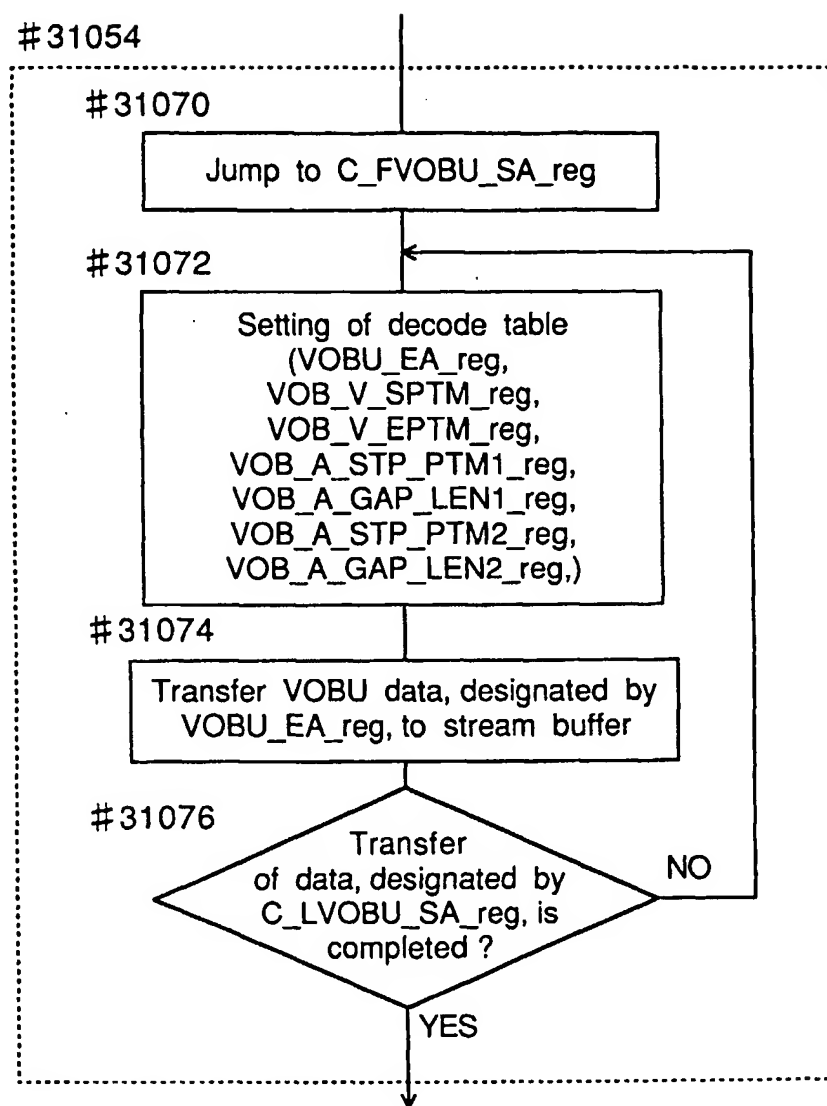 #31054
#31070
Jump to C_FVOBU_SA_reg
#31072
Setting of decode table
(VOBU_EA_reg,
VOB_V_SPTM_reg,
VOB_V_EPTM_reg,
VOB_A_STP_PTM1_reg,
VOB_A_GAP_LEN1_reg,
VOB_A_STP_PTM2_reg,
VOB_A_GAP_LEN2_reg,)
#31074
Transfer VOBU data, designated by
VOBU_EA_reg, to stream buffer
#31076
Transfer
of data, designated by
C_LVOBU_SA_reg, is
completed ?
NO
YES